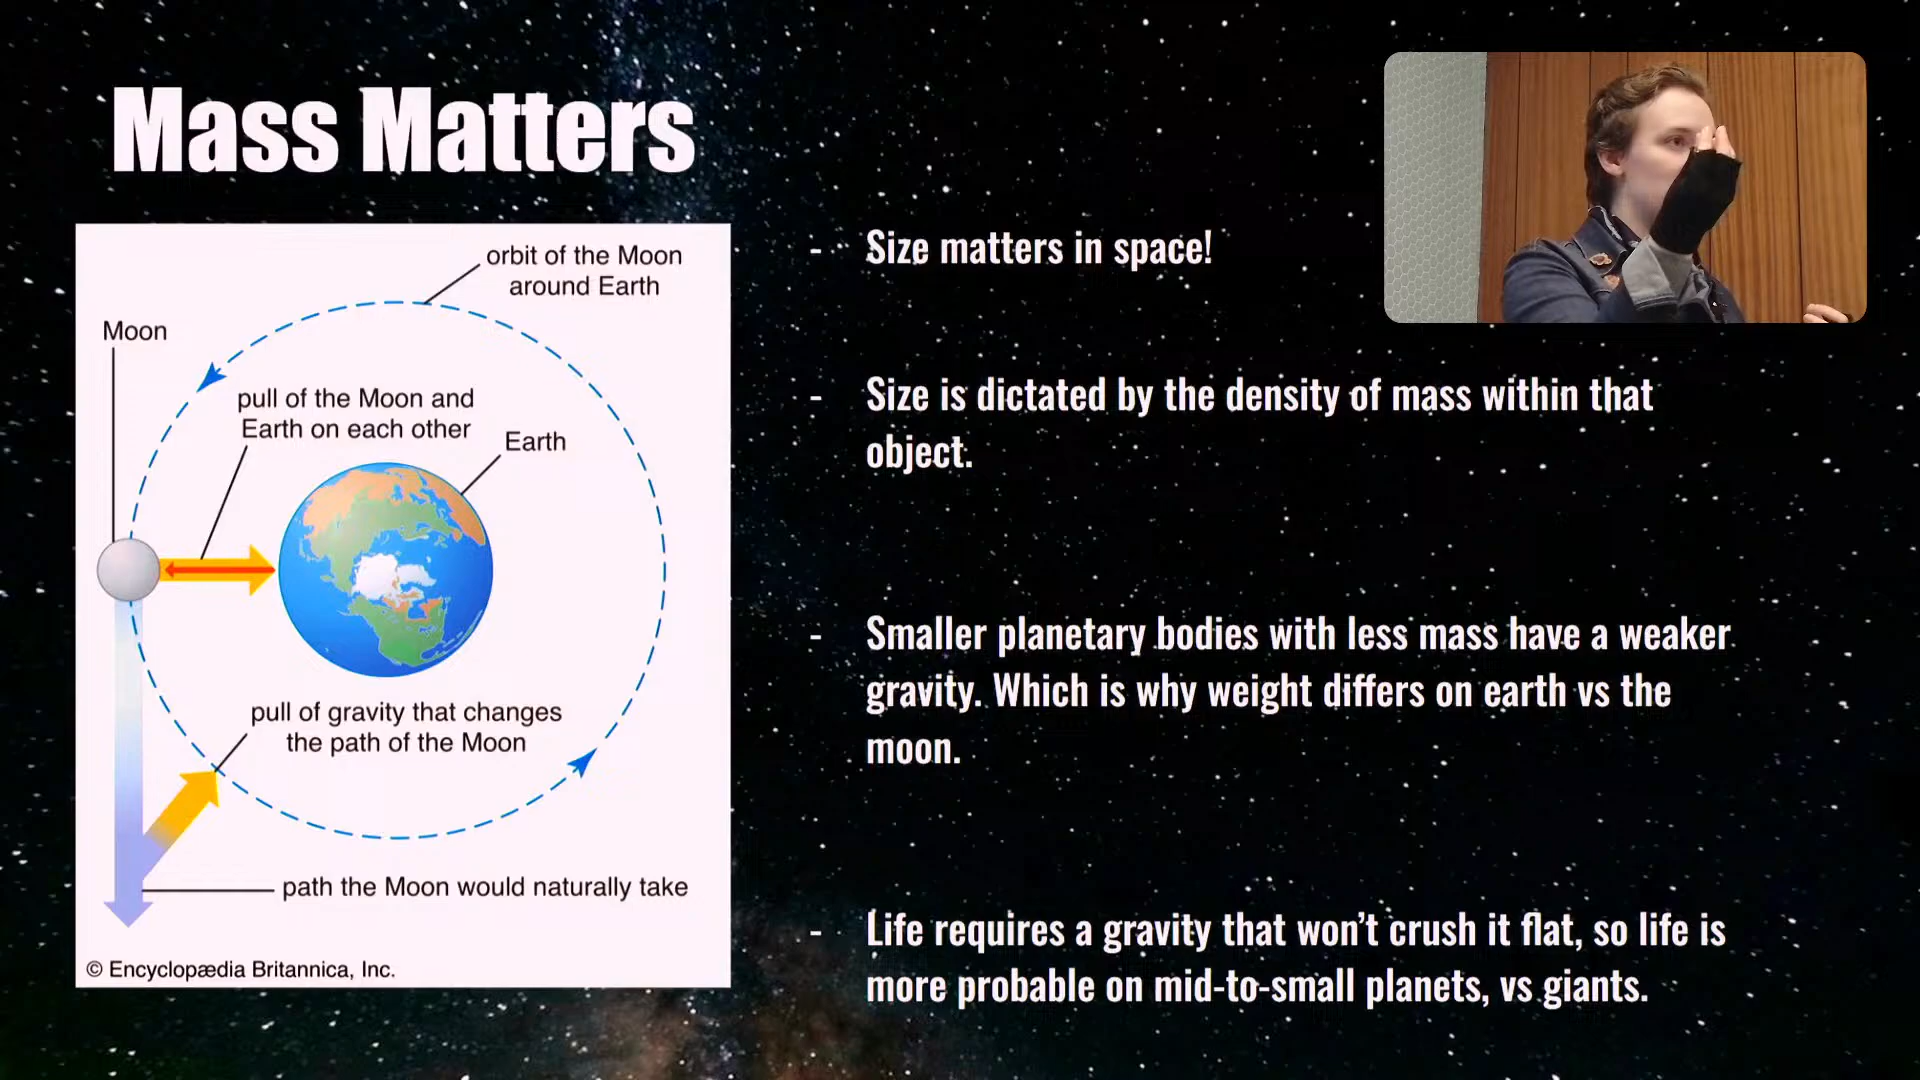 Mass Matters
orbit of the Moon
around Earth
Moon
pull of the Moon and
Earth on each other
Earth
pull of gravity that changes
the path of the Moon
path the Moon would naturally take
© Encyclopædia Britannica, Inc.
- Size matters in space!
- Size is dictated by the density of mass within that
object.
- Smaller planetary bodies with less mass have a weaker
gravity. Which is why weight differs on earth vs the
moon.
- Life requires a gravity that won’t crush it flat, so life is
more probable on mid-to-small planets, vs giants.